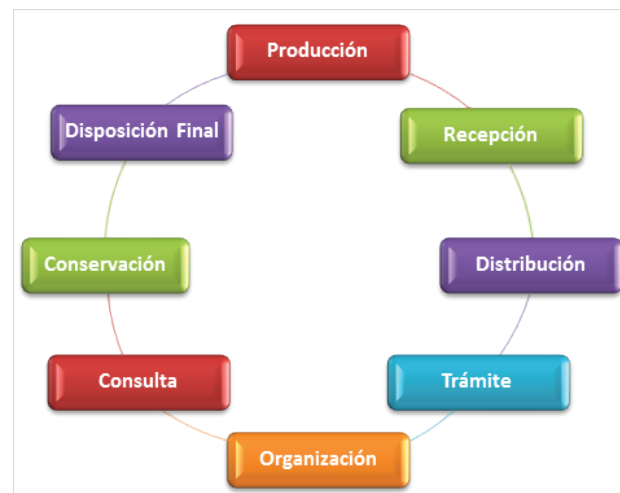 Producción
Recepción
Distribución
Trámite
Organización
Consulta
Conservación
Disposición Final